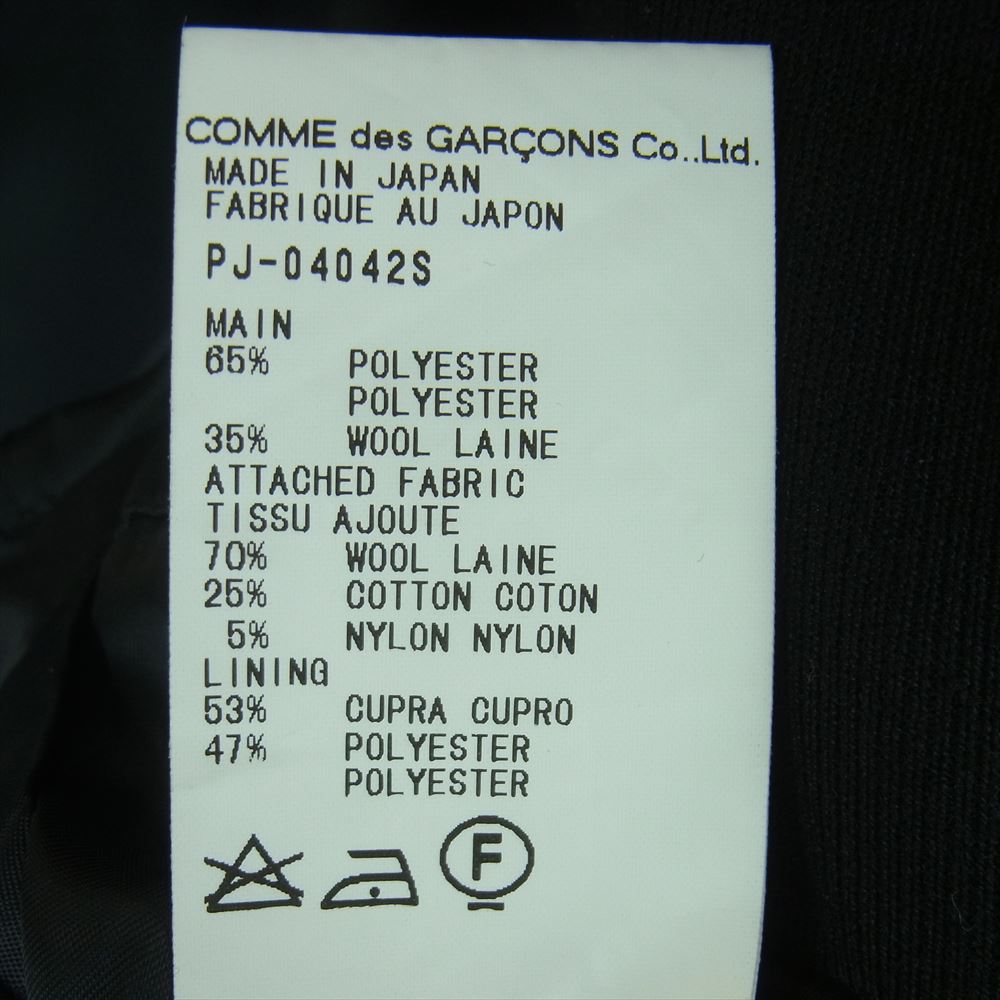 COMME des GARÇONS Co.,Ltd.
MADE IN JAPAN
FABRIQUE AU JAPON
PJ-04042S
MAIN
65% POLYESTER
POLYESTER
35% WOOL LAINE
ATTACHED FABRIC
TISSU AJOUTE
70% WOOL LAINE
25% COTTON COTON
5% NYLON NYLON
LINING
53% CUPRA CUPRO
47% POLYESTER
POLYESTER
F